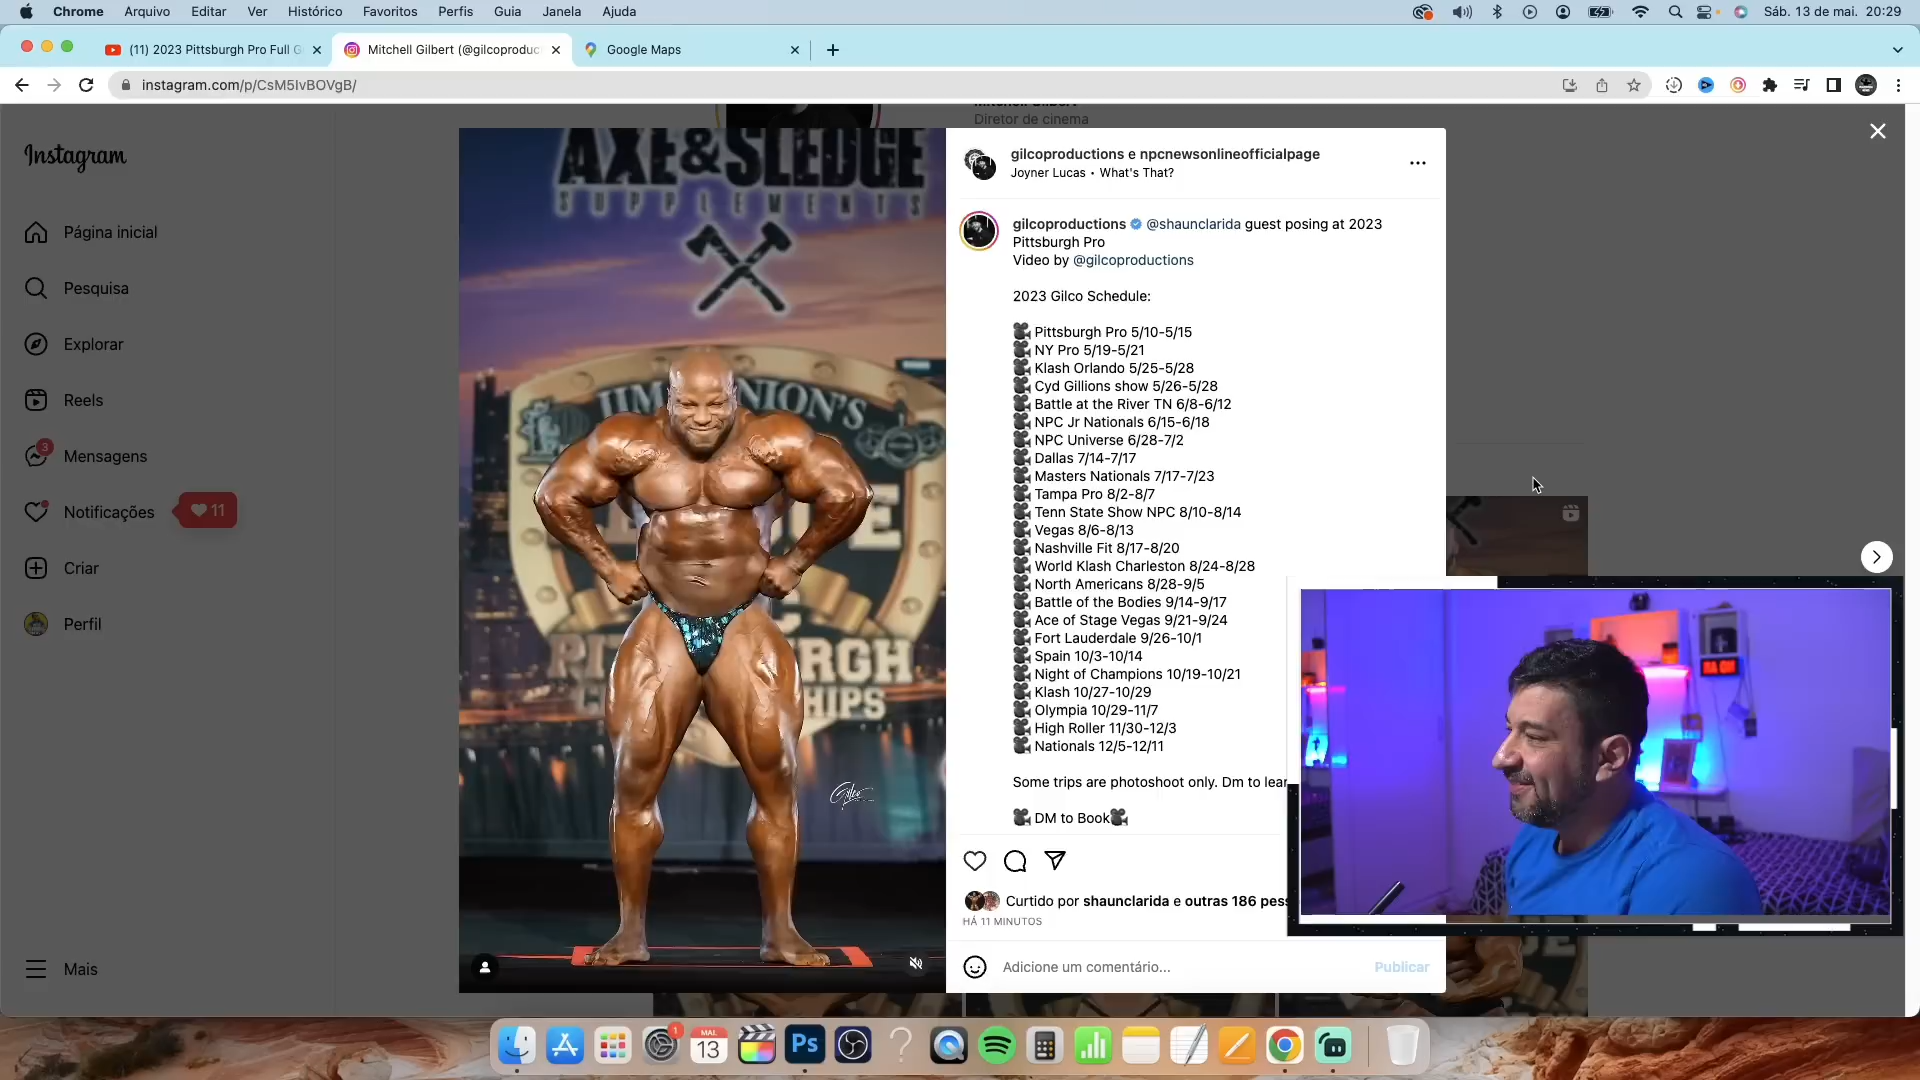 Chrome Arquivo Editar Ver Histórico Favoritos Perfis Guia Janela Ajuda
Sáb. 13 de mai. 20:29
(11) 2023 Pittsburgh Pro Full G
Mitchell Gilbert (@gilcoproduc
Google Maps
instagram.com/p/CsM5IvBOVgB/
Mitchell Gilbert
Diretor de cinema
Instagram
Página inicial
Pesquisa
Explorar
Reels
3
Mensagens
Notificações
11
Criar
Perfil
Mais
AXE&SLEDGE
SUPPLEMENTS
PITTSBURGH
Gilco
gilcoproductions e npcnewsonlineofficialpage
Joyner Lucas • What's That?
gilcoproductions @shaunclarida guest posing at 2023
Pittsburgh Pro
Video by @gilcoproductions
2023 Gilco Schedule:
🎥 Pittsburgh Pro 5/10-5/15
🎥 NY Pro 5/19-5/21
🎥 Klash Orlando 5/25-5/28
🎥 Cyd Gillions show 5/26-5/28
🎥 Battle at the River TN 6/8-6/12
🎥 NPC Jr Nationals 6/15-6/18
🎥 NPC Universe 6/28-7/2
🎥 Dallas 7/14-7/17
🎥 Masters Nationals 7/17-7/23
🎥 Tampa Pro 8/2-8/7
🎥 Tenn State Show NPC 8/10-8/14
🎥 Vegas 8/6-8/13
🎥 Nashville Fit 8/17-8/20
🎥 World Klash Charleston 8/24-8/28
🎥 North Americans 8/28-9/5
🎥 Battle of the Bodies 9/14-9/17
🎥 Ace of Stage Vegas 9/21-9/24
🎥 Fort Lauderdale 9/26-10/1
🎥 Spain 10/3-10/14
🎥 Night of Champions 10/19-10/21
🎥 Klash 10/27-10/29
🎥 Olympia 10/29-11/7
🎥 High Roller 11/30-12/3
🎥 Nationals 12/5-12/11
Some trips are photoshoot only. Dm to lear
🎥 DM to Book🎥
Curtido por shaunclarida e outras 186 pess
HÁ 11 MINUTOS
Adicione um comentário...
Publicar
1
MAI.
13
Ps